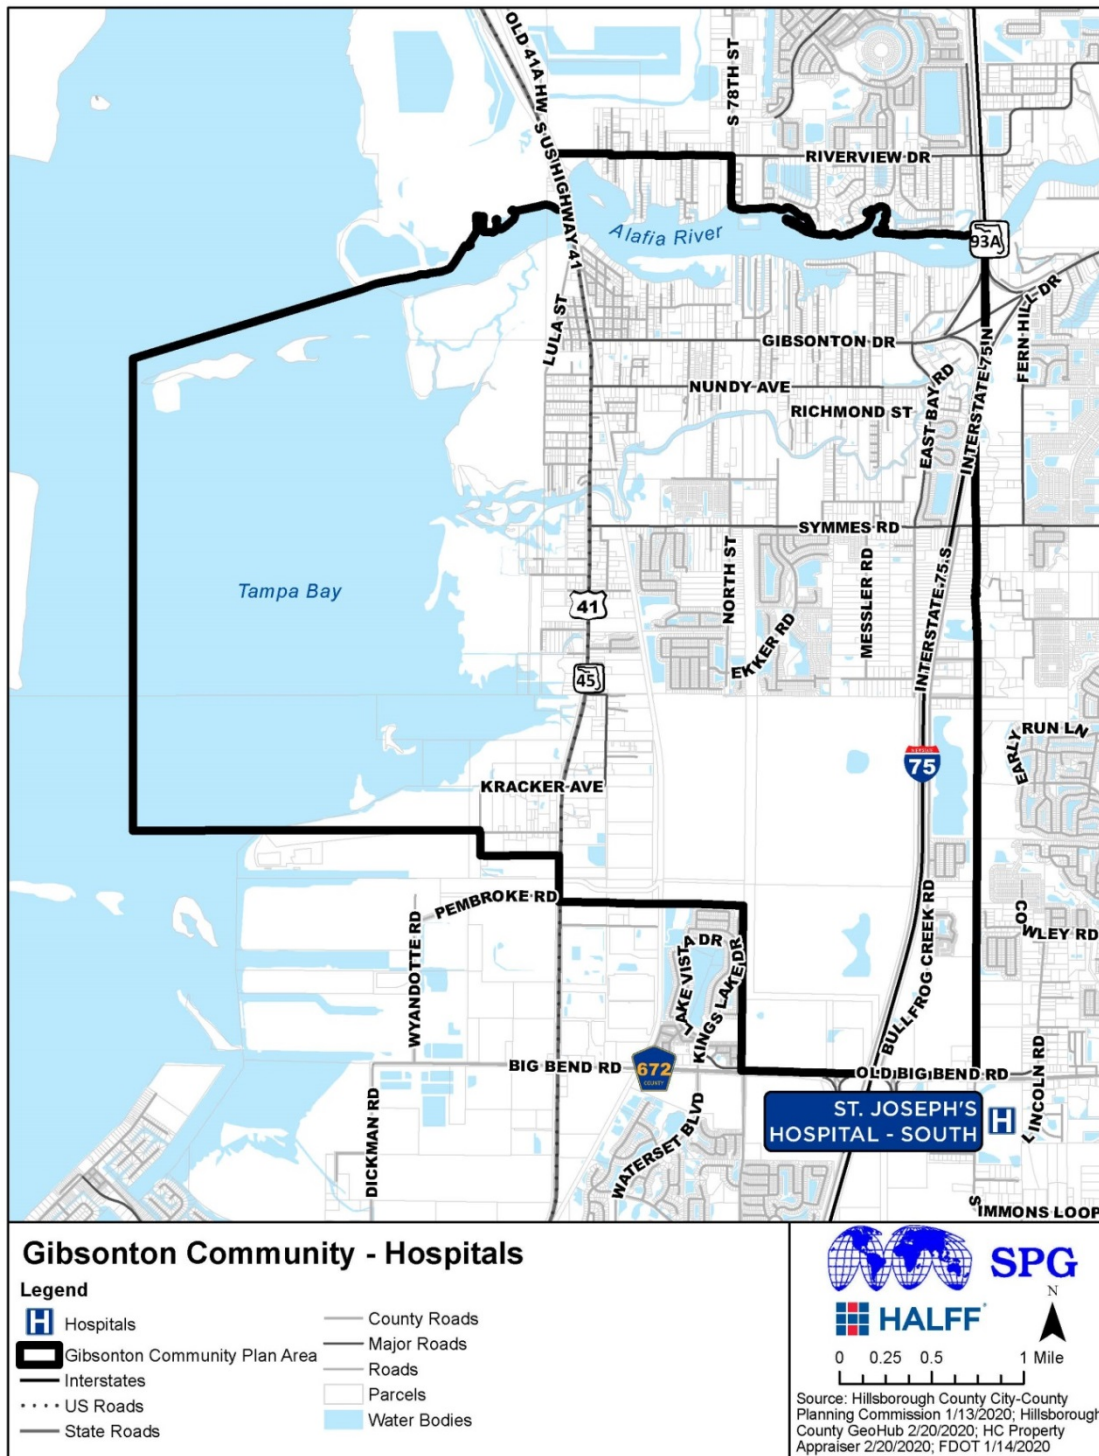 OLD 41A HW
S US HIGHWAY 41
S 78TH ST
RIVERVIEW DR
Alafia River
93A
LULA ST
GIBSONTON DR
FERN HILL DR
NUNDY AVE
RICHMOND ST
EAST BAY RD
INTERSTATE 75 N
SYMMES RD
NORTH ST
MESSLER RD
INTERSTATE 75 S
Tampa Bay
41
EKKER RD
45
EARLY RUN LN
75
KRACKER AVE
PEMBROKE RD
WYANDOTTE RD
LAKE VISTA DR
KINGS LAKE DR
BULLFROG CREEK RD
COWLEY RD
BIG BEND RD
672
COUNTY
OLD BIG BEND RD
DICKMAN RD
WATERSET BLVD
ST. JOSEPH'S
HOSPITAL - SOUTH
H
LINCOLN RD
SIMMONS LOOP
Gibsonton Community - Hospitals
Legend
H Hospitals
Gibsonton Community Plan Area
Interstates
US Roads
State Roads
County Roads
Major Roads
Roads
Parcels
Water Bodies
SPG
HALFF
N
0 0.25 0.5 1 Mile
Source: Hillsborough County City-County
Planning Commission 1/13/2020; Hillsborough
County GeoHub 2/20/2020; HC Property
Appraiser 2/20/2020; FDOT 1/14/2020